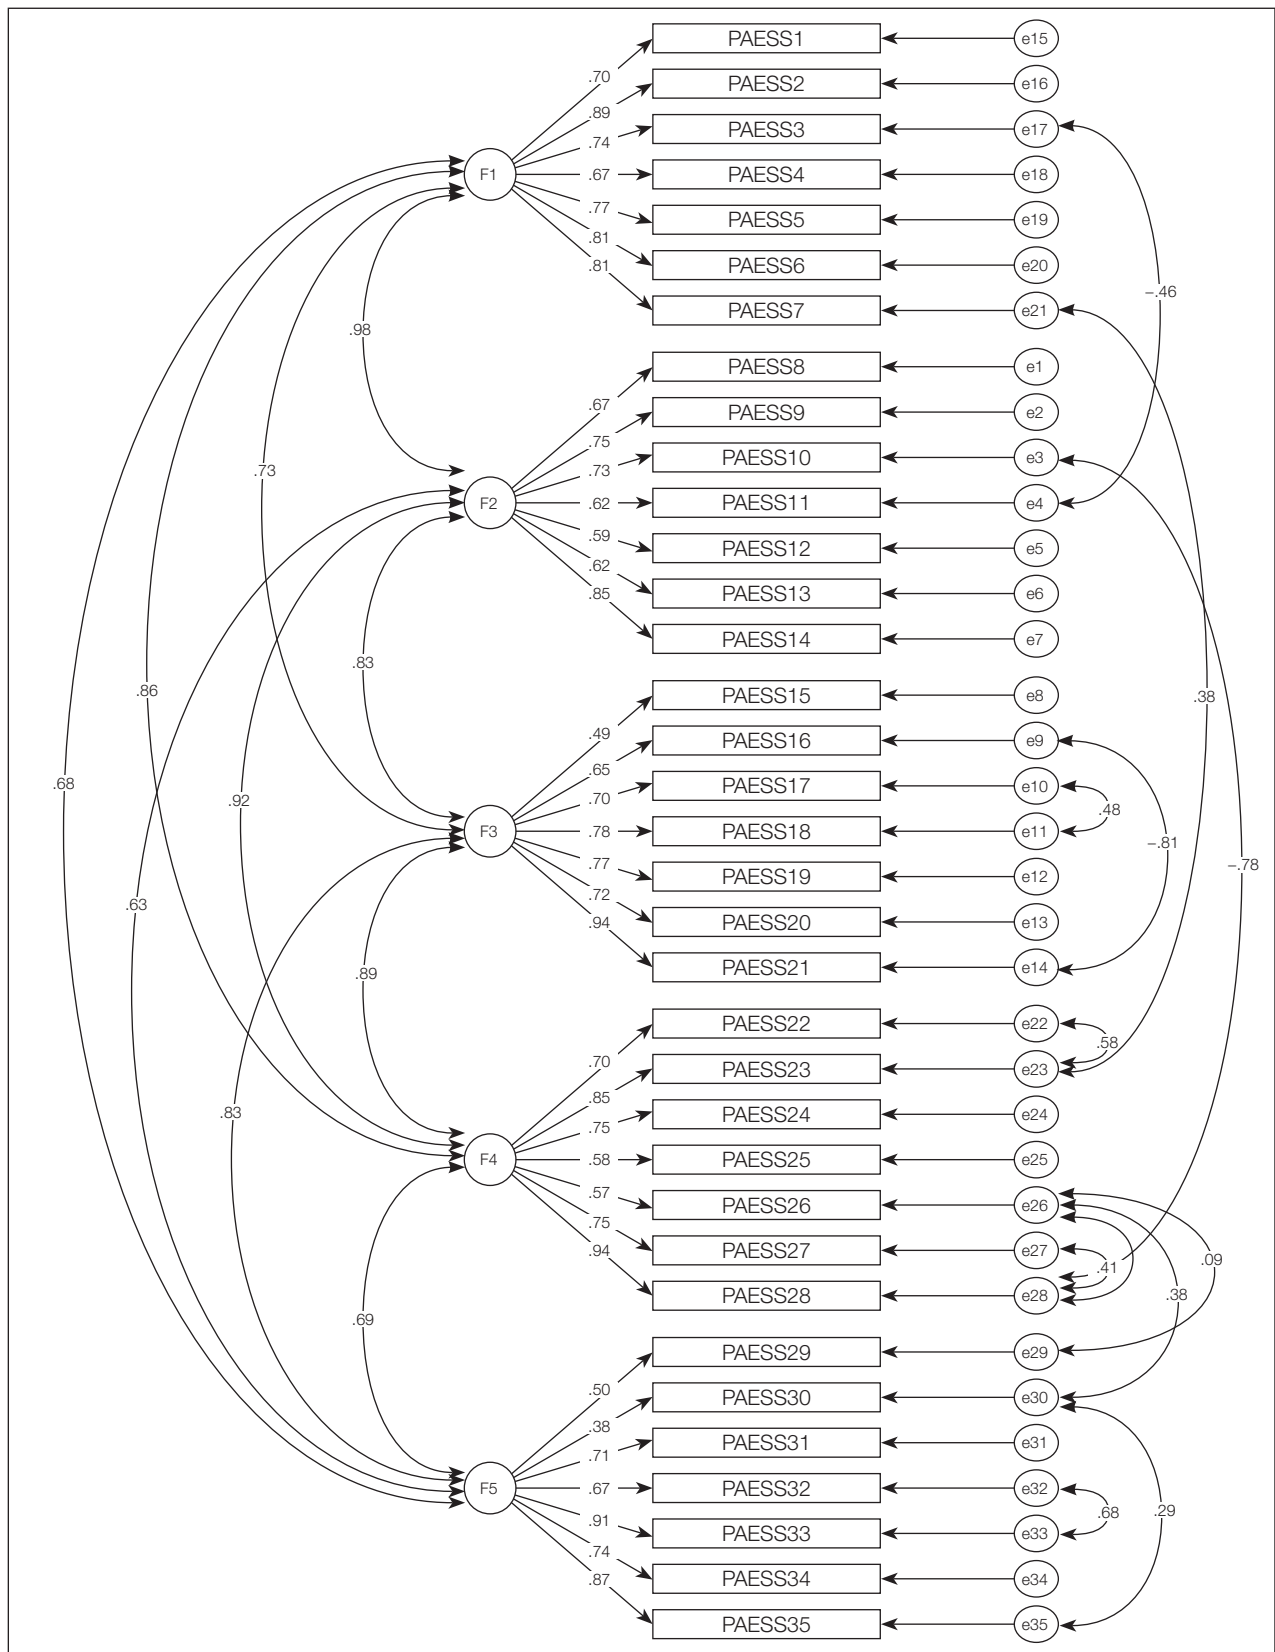 PAESS1 e15
.70
PAESS2 e16
.89
PAESS3 e17
.74
F1 .67 PAESS4 e18
.77 PAESS5 e19
.81
PAESS6 e20
.81
−.46
PAESS7 e21
.98
PAESS8 e1
.67
PAESS9 e2
.75
PAESS10 e3
.73 .73
F2 .62 PAESS11 e4
.59 PAESS12 e5
.62
PAESS13 e6
.85
PAESS14 e7
.83
.86 PAESS15 e8 .38
.49
PAESS16 e9
.65
.68 PAESS17 e10
.92 .70
.48
F3 .78 PAESS18 e11
−.81
.77 −.78
PAESS19 e12
.72
.63 PAESS20 e13
.94
PAESS21 e14
.89
PAESS22 e22
.58
.70
PAESS23 e23
.85
.83 PAESS24 e24
.75
F4 .58 PAESS25 e25
.57
PAESS26 e26
.75
PAESS27 e27
.94 .41 .09
PAESS28 e28 .38
.69
PAESS29 e29
.50
PAESS30 e30
.38
PAESS31 e31
.71
F5 .67 PAESS32 e32
.68 .29
.91
PAESS33 e33
.74
PAESS34 e34
.87
PAESS35 e35